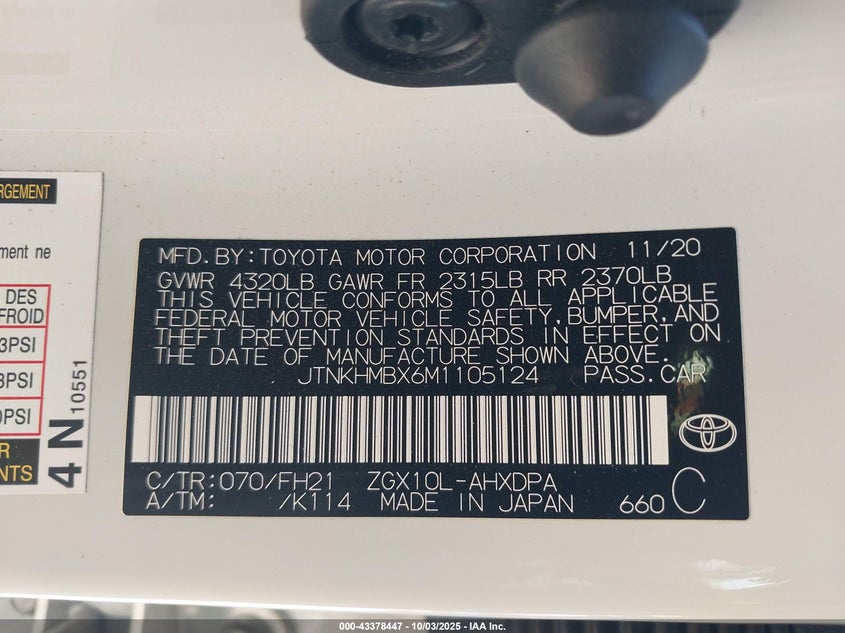 RGEMENT
ment ne
DES
FROID
3PSI
3PSI
0PSI
R
NTS
4 N 10551
MFD. BY: TOYOTA MOTOR CORPORATION 11/20
GVWR 4320LB GAWR FR 2315LB RR 2370LB
THIS VEHICLE CONFORMS TO ALL APPLICABLE
FEDERAL MOTOR VEHICLE SAFETY, BUMPER, AND
THEFT PREVENTION STANDARDS IN EFFECT ON
THE DATE OF MANUFACTURE SHOWN ABOVE.
JTNKHMBX6M1105124 PASS. CAR
C/TR: 070/FH21 ZGX10L-AHXDPA
A/TM: /K114 MADE IN JAPAN 660 C
000-43378447 - 10/03/2025 - IAA Inc.